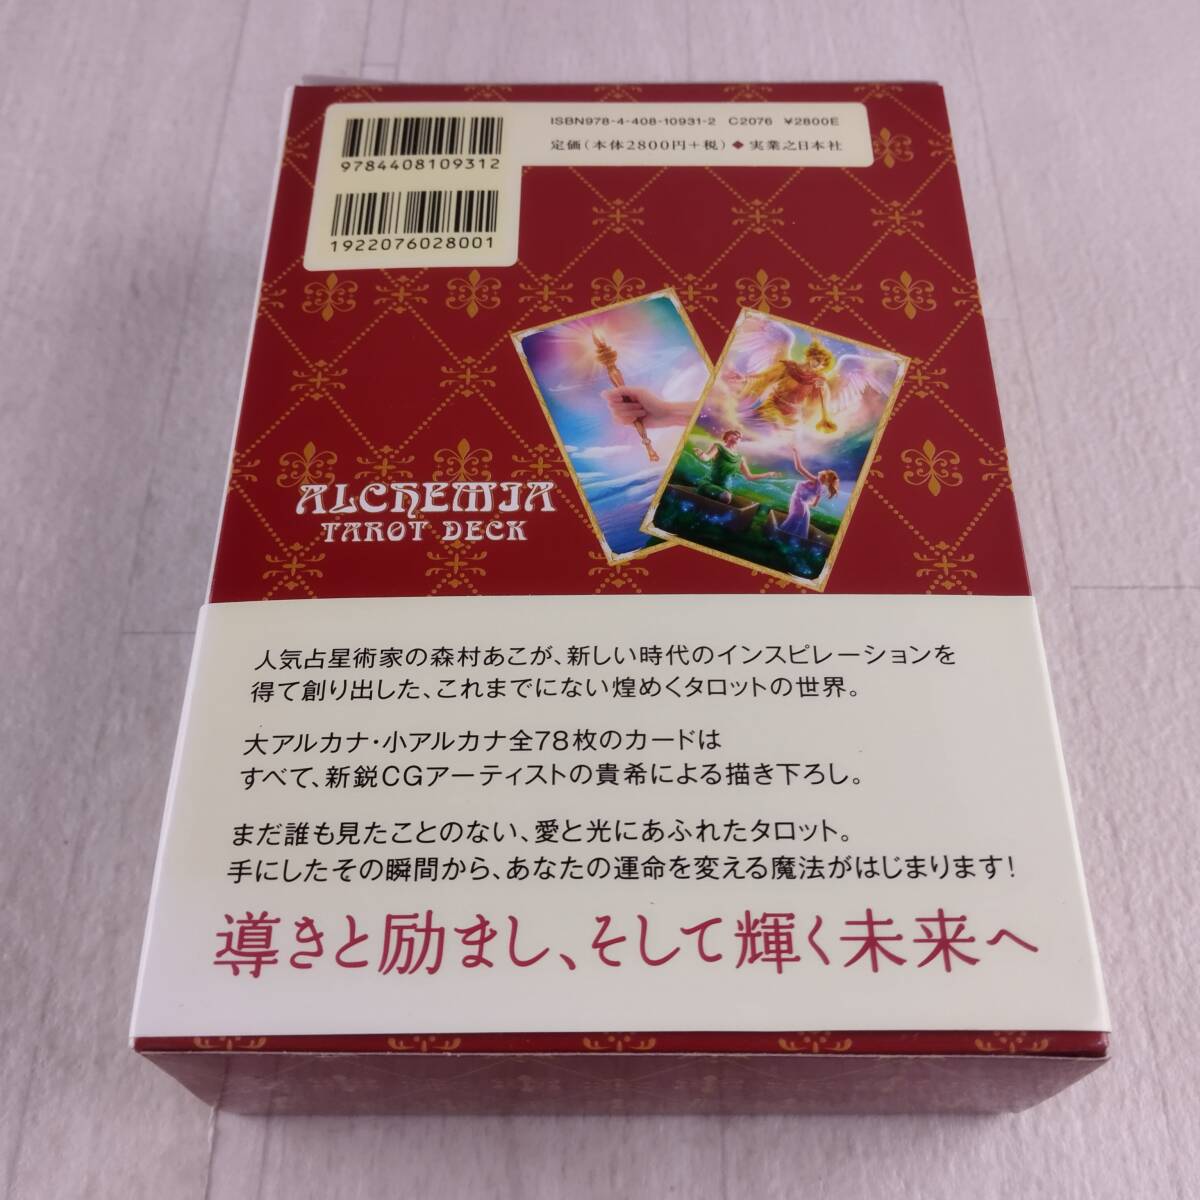 9784408109312
1922076028001
ISBN978-4-408-10931-2 C2076 ¥2800E
定価(本体2800円+税)◆実業之日本社
ALCHEMIA
TAROT DECK
人気占星術家の森村あこが、新しい時代のインスピレーションを
得て創り出した、これまでにない煌めくタロットの世界。
大アルカナ・小アルカナ全78枚のカードは
すべて、新鋭CGアーティストの貴希による描き下ろし。
まだ誰も見たことのない、愛と光にあふれたタロット。
手にしたその瞬間から、あなたの運命を変える魔法がはじまります!
導きと励まし、そして輝く未来へ